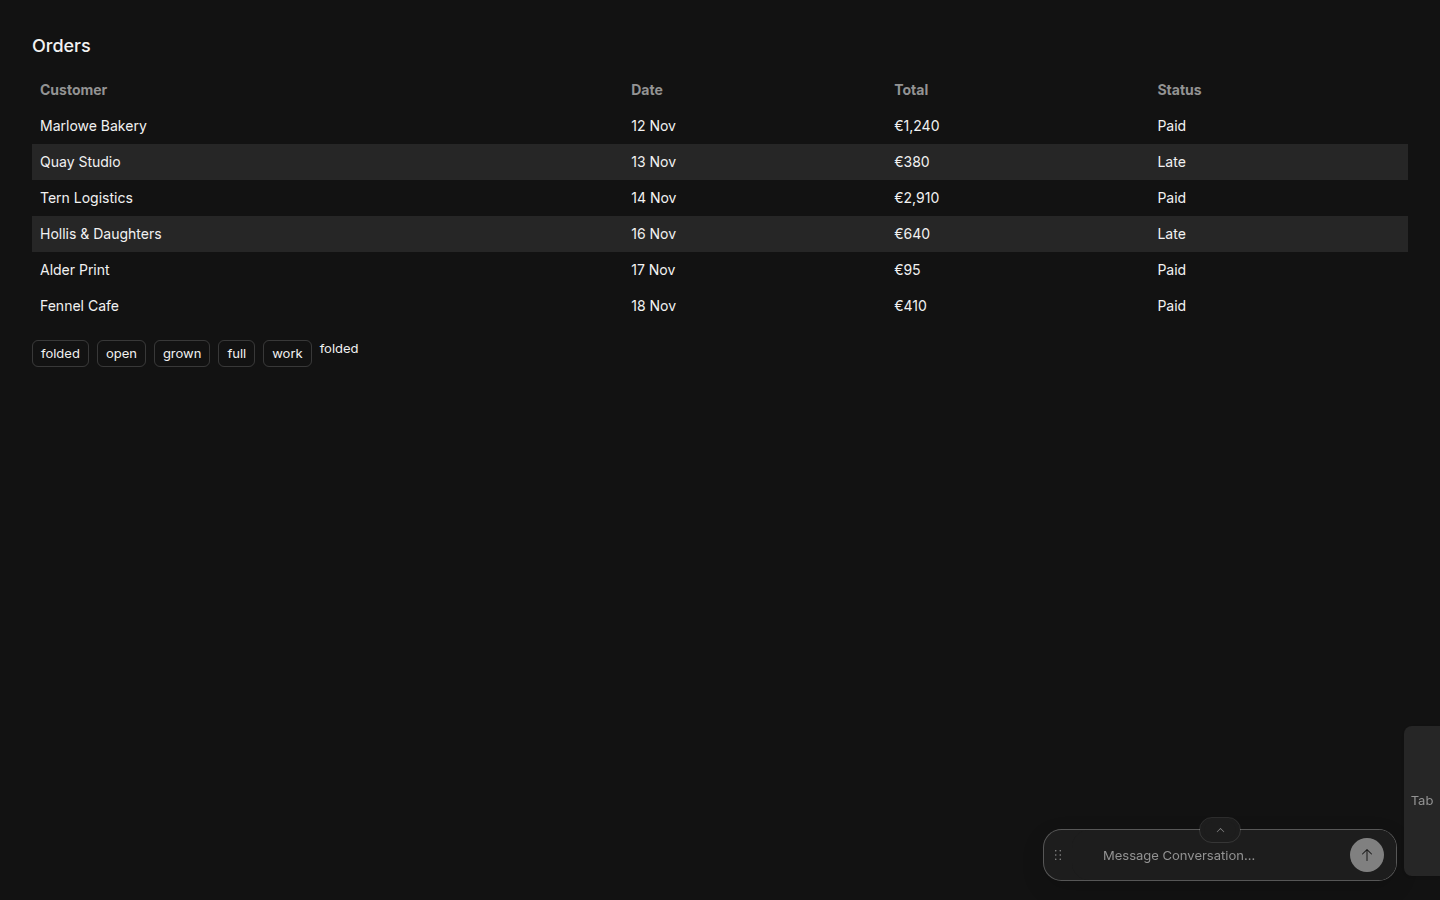 Orders
Customer Date Total Status
Marlowe Bakery 12 Nov €1,240 Paid
Quay Studio 13 Nov €380 Late
Tern Logistics 14 Nov €2,910 Paid
Hollis & Daughters 16 Nov €640 Late
Alder Print 17 Nov €95 Paid
Fennel Cafe 18 Nov €410 Paid
folded open grown full work folded
Tab
Message Conversation...